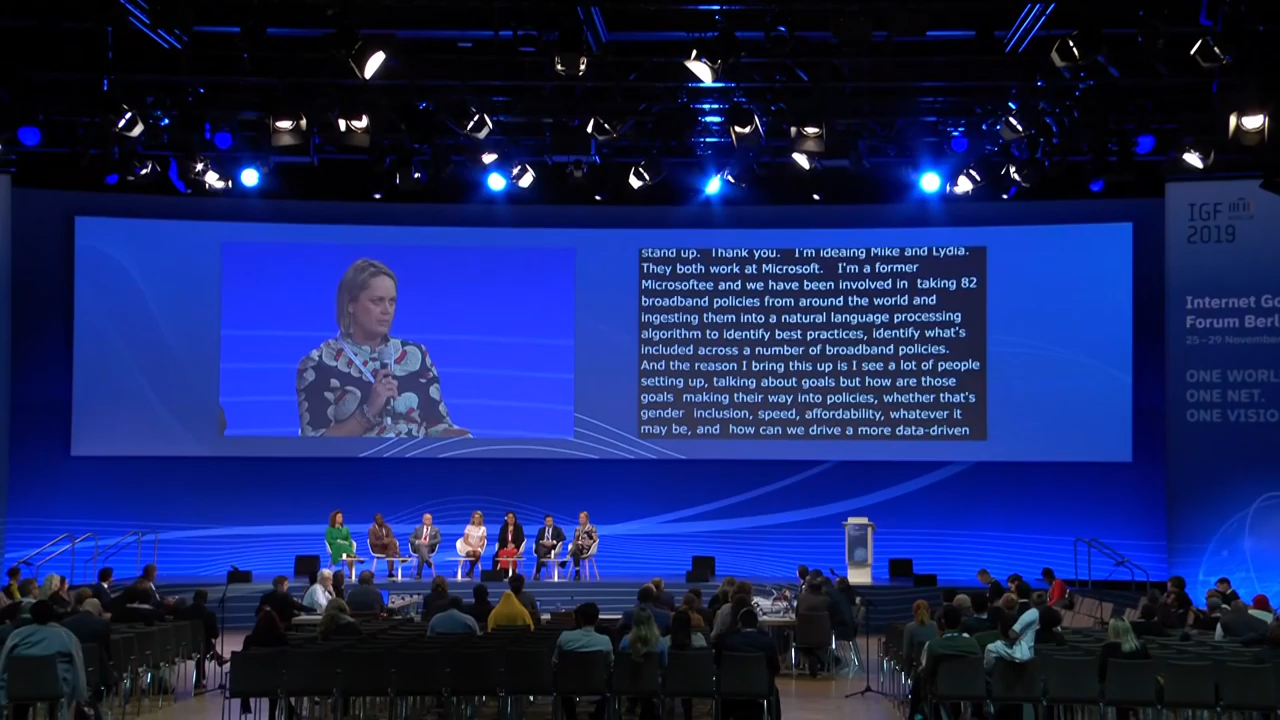 stand up. Thank you. I'm ideaing Mike and Lydia.
They both work at Microsoft. I'm a former
Microsoftee and we have been involved in taking 82
broadband policies from around the world and
ingesting them into a natural language processing
algorithm to identify best practices, identify what's
included across a number of broadband policies.
And the reason I bring this up is I see a lot of people
setting up, talking about goals but how are those
goals making their way into policies, whether that's
gender inclusion, speed, affordability, whatever it
may be, and how can we drive a more data-driven
IGF
2019
Internet Go
Forum Berl
25–29 November
ONE WORL
ONE NET.
ONE VISIO